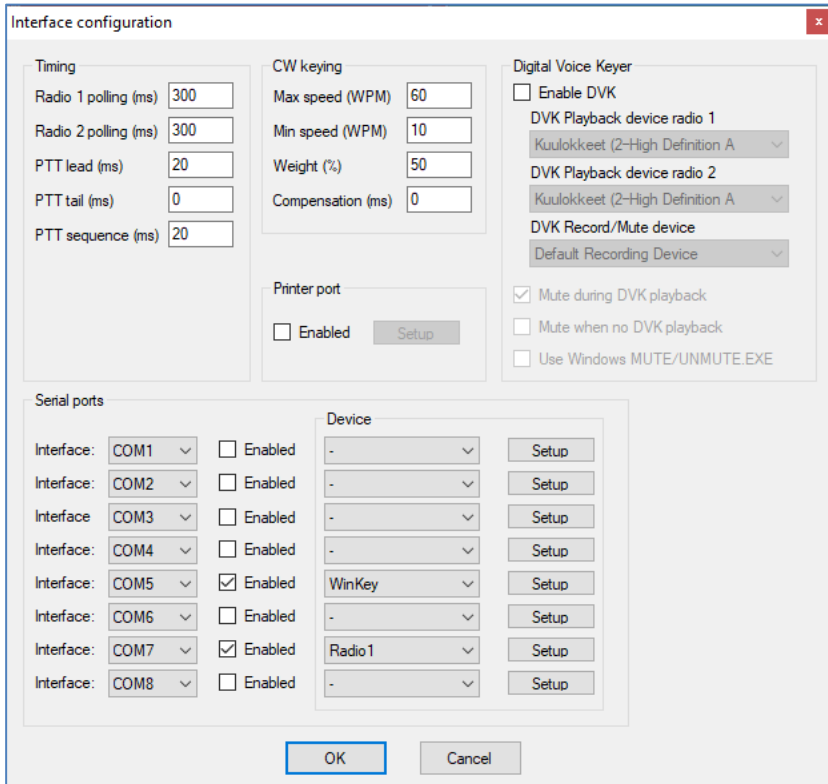 Interface configuration
x
Timing
Radio 1 polling (ms) 300
Radio 2 polling (ms) 300
PTT lead (ms) 20
PTT tail (ms) 0
PTT sequence (ms) 20
CW keying
Max speed (WPM) 60
Min speed (WPM) 10
Weight (%) 50
Compensation (ms) 0
Printer port
Enabled Setup
Digital Voice Keyer
Enable DVK
DVK Playback device radio 1
Kuulokkeet (2-High Definition A
DVK Playback device radio 2
Kuulokkeet (2-High Definition A
DVK Record/Mute device
Default Recording Device
Mute during DVK playback
Mute when no DVK playback
Use Windows MUTE/UNMUTE.EXE
Serial ports
Device
Interface: COM1 Enabled - Setup
Interface: COM2 Enabled - Setup
Interface COM3 Enabled - Setup
Interface: COM4 Enabled - Setup
Interface: COM5 Enabled WinKey Setup
Interface: COM6 Enabled - Setup
Interface: COM7 Enabled Radio1 Setup
Interface: COM8 Enabled - Setup
OK Cancel